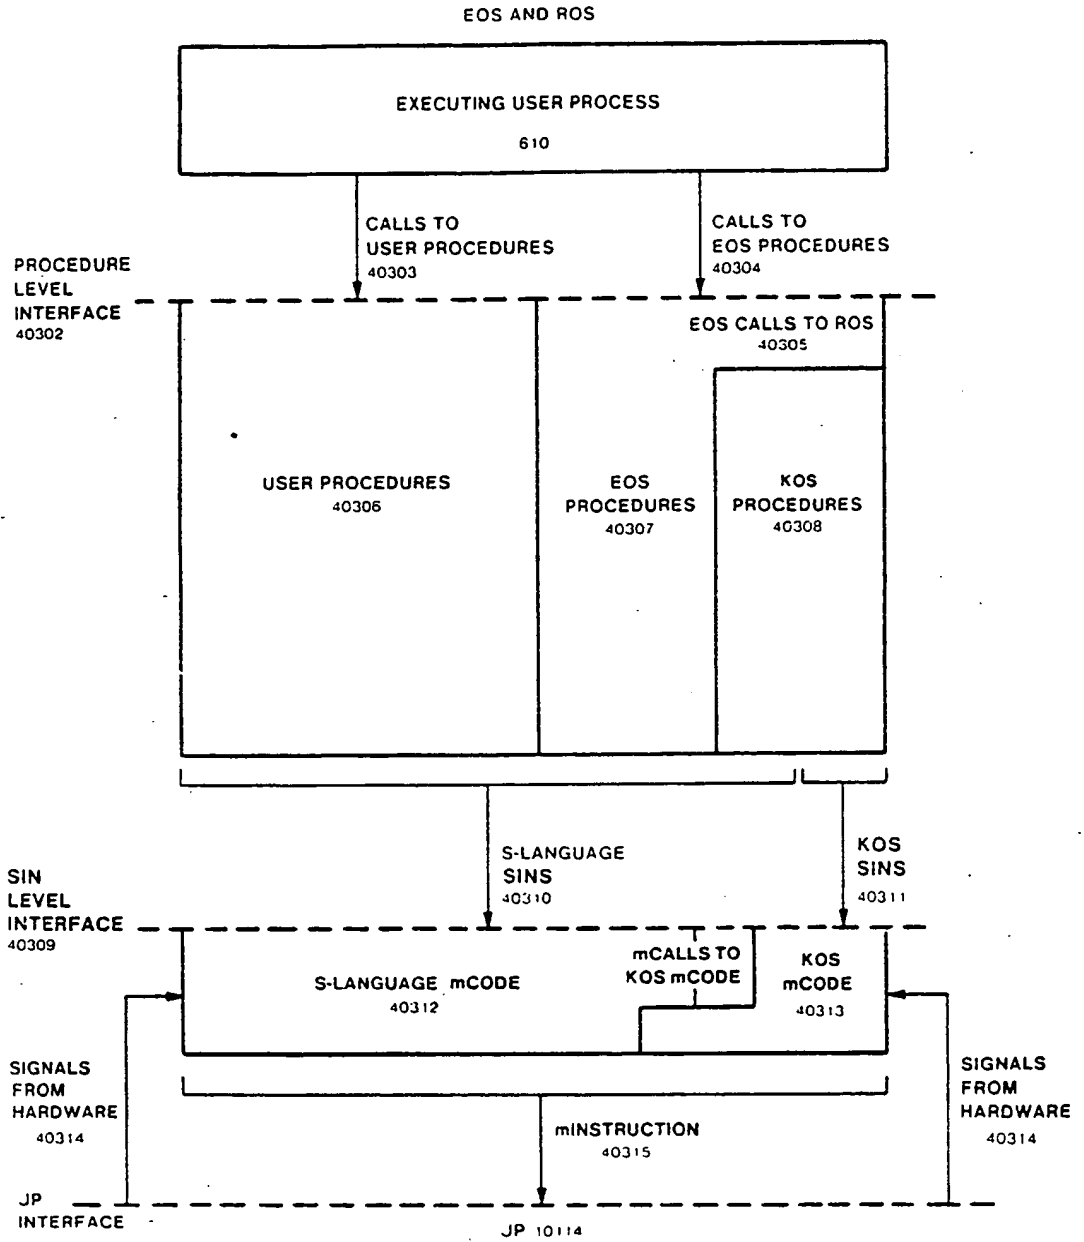 EOS AND ROS
EXECUTING USER PROCESS
610
CALLS TO
USER PROCEDURES
40303
CALLS TO
EOS PROCEDURES
40304
PROCEDURE
LEVEL
INTERFACE
40302
EOS CALLS TO ROS
40305
USER PROCEDURES
40306
EOS
PROCEDURES
40307
KOS
PROCEDURES
40308
S-LANGUAGE
SINS
40310
KOS
SINS
40311
SIN
LEVEL
INTERFACE
40309
S-LANGUAGE mCODE
40312
mCALLS TO
KOS mCODE
KOS
mCODE
40313
SIGNALS
FROM
HARDWARE
40314
SIGNALS
FROM
HARDWARE
40314
mINSTRUCTION
40315
JP
INTERFACE
JP 10114